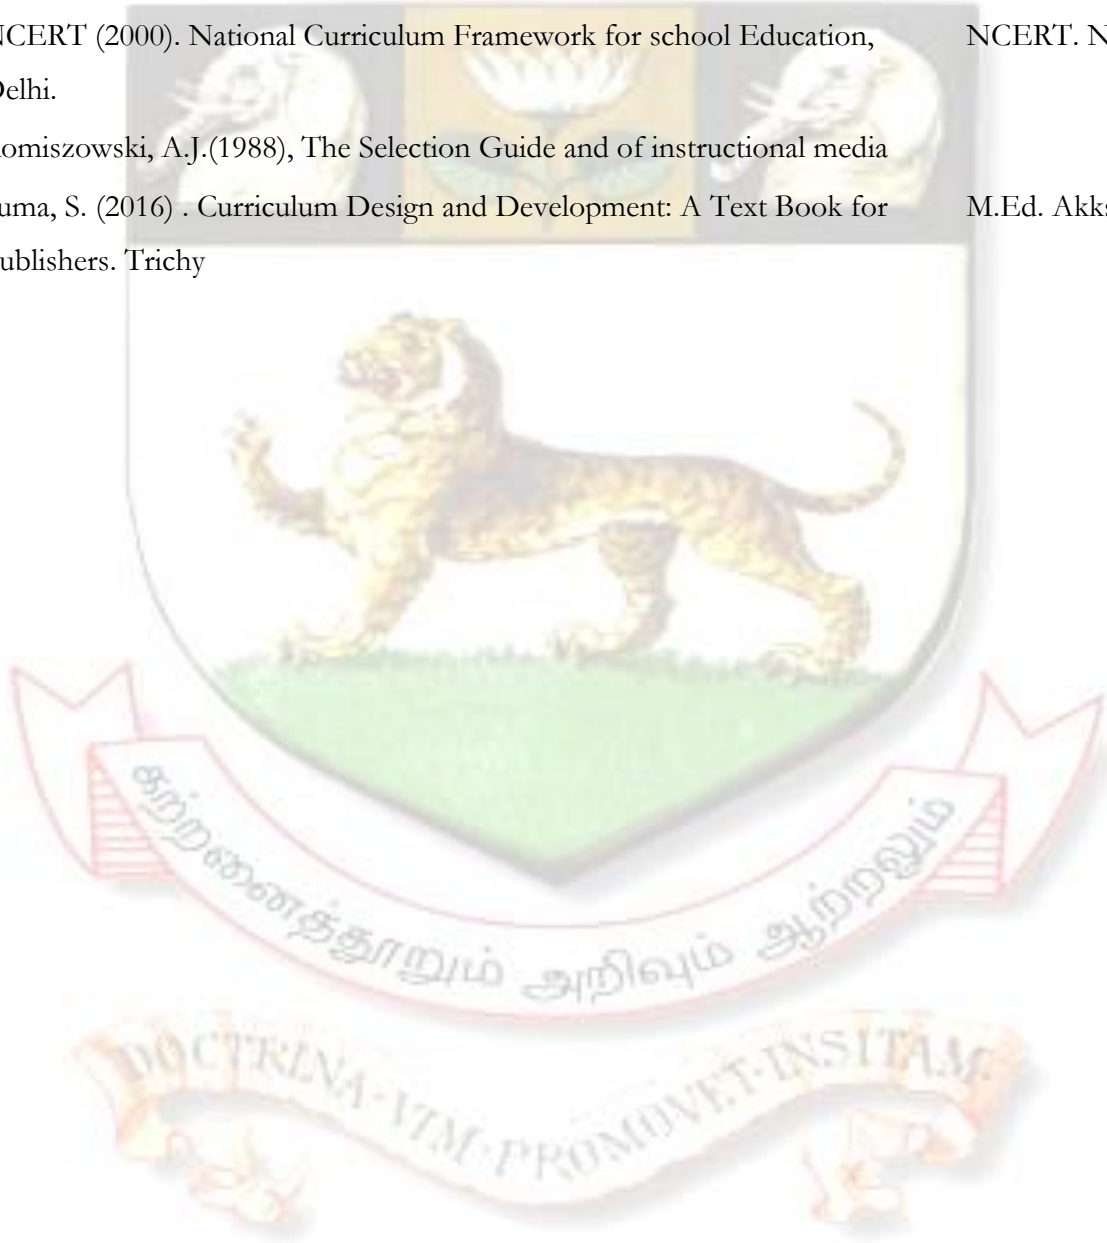 NCERT (2000). National Curriculum Framework for school Education, NCERT. N
Delhi.
omiszowski, A.J.(1988), The Selection Guide and of instructional media
uma, S. (2016) . Curriculum Design and Development: A Text Book for M.Ed. Akks
ublishers. Trichy
கற்றனைத்தூறும் அறிவும் ஆற்றலும்
DOCTRINA·VIM·PROMOVET·INSITAM